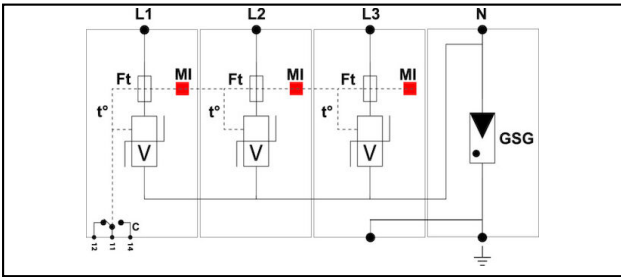 L1 L2 L3 N
Ft MI Ft MI Ft MI
t° t° t°
GSG
V V V
C
12 11 14